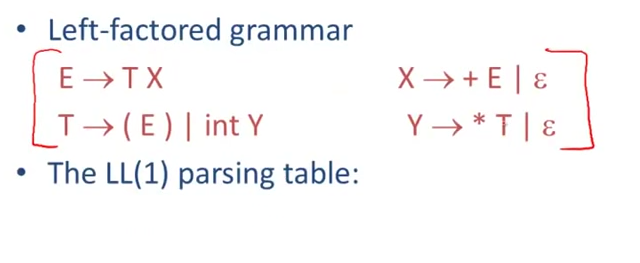 • Left-factored grammar
E → T X X → + E | ε
T → ( E ) | int Y Y → * T | ε
• The LL(1) parsing table: